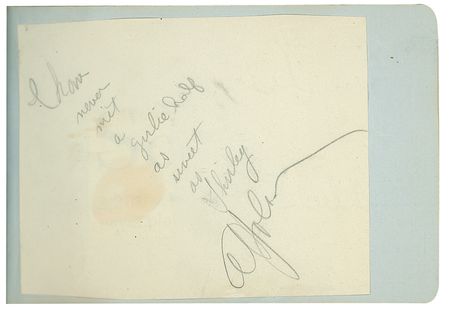 I have
never
met
a
girlie half
as
sweet
as
Shirley